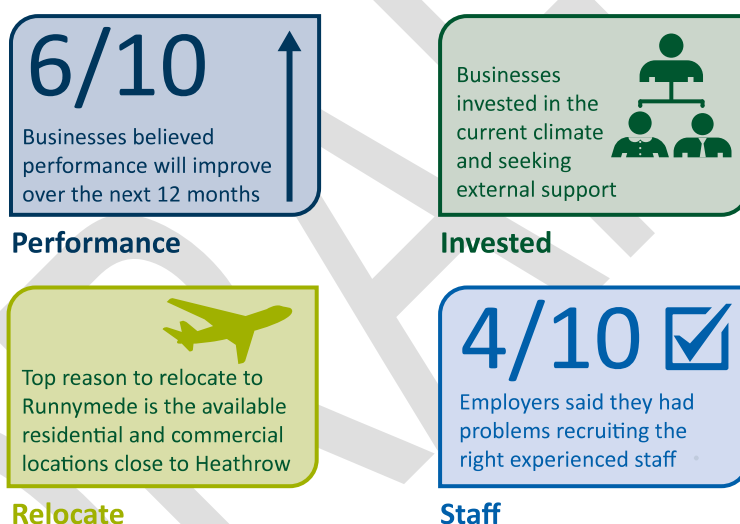 6/10
Businesses believed
performance will improve
over the next 12 months
Performance
Businesses
invested in the
current climate
and seeking
external support
Invested
Top reason to relocate to
Runnymede is the available
residential and commercial
locations close to Heathrow
Relocate
4/10
Employers said they had
problems recruiting the
right experienced staff
Staff